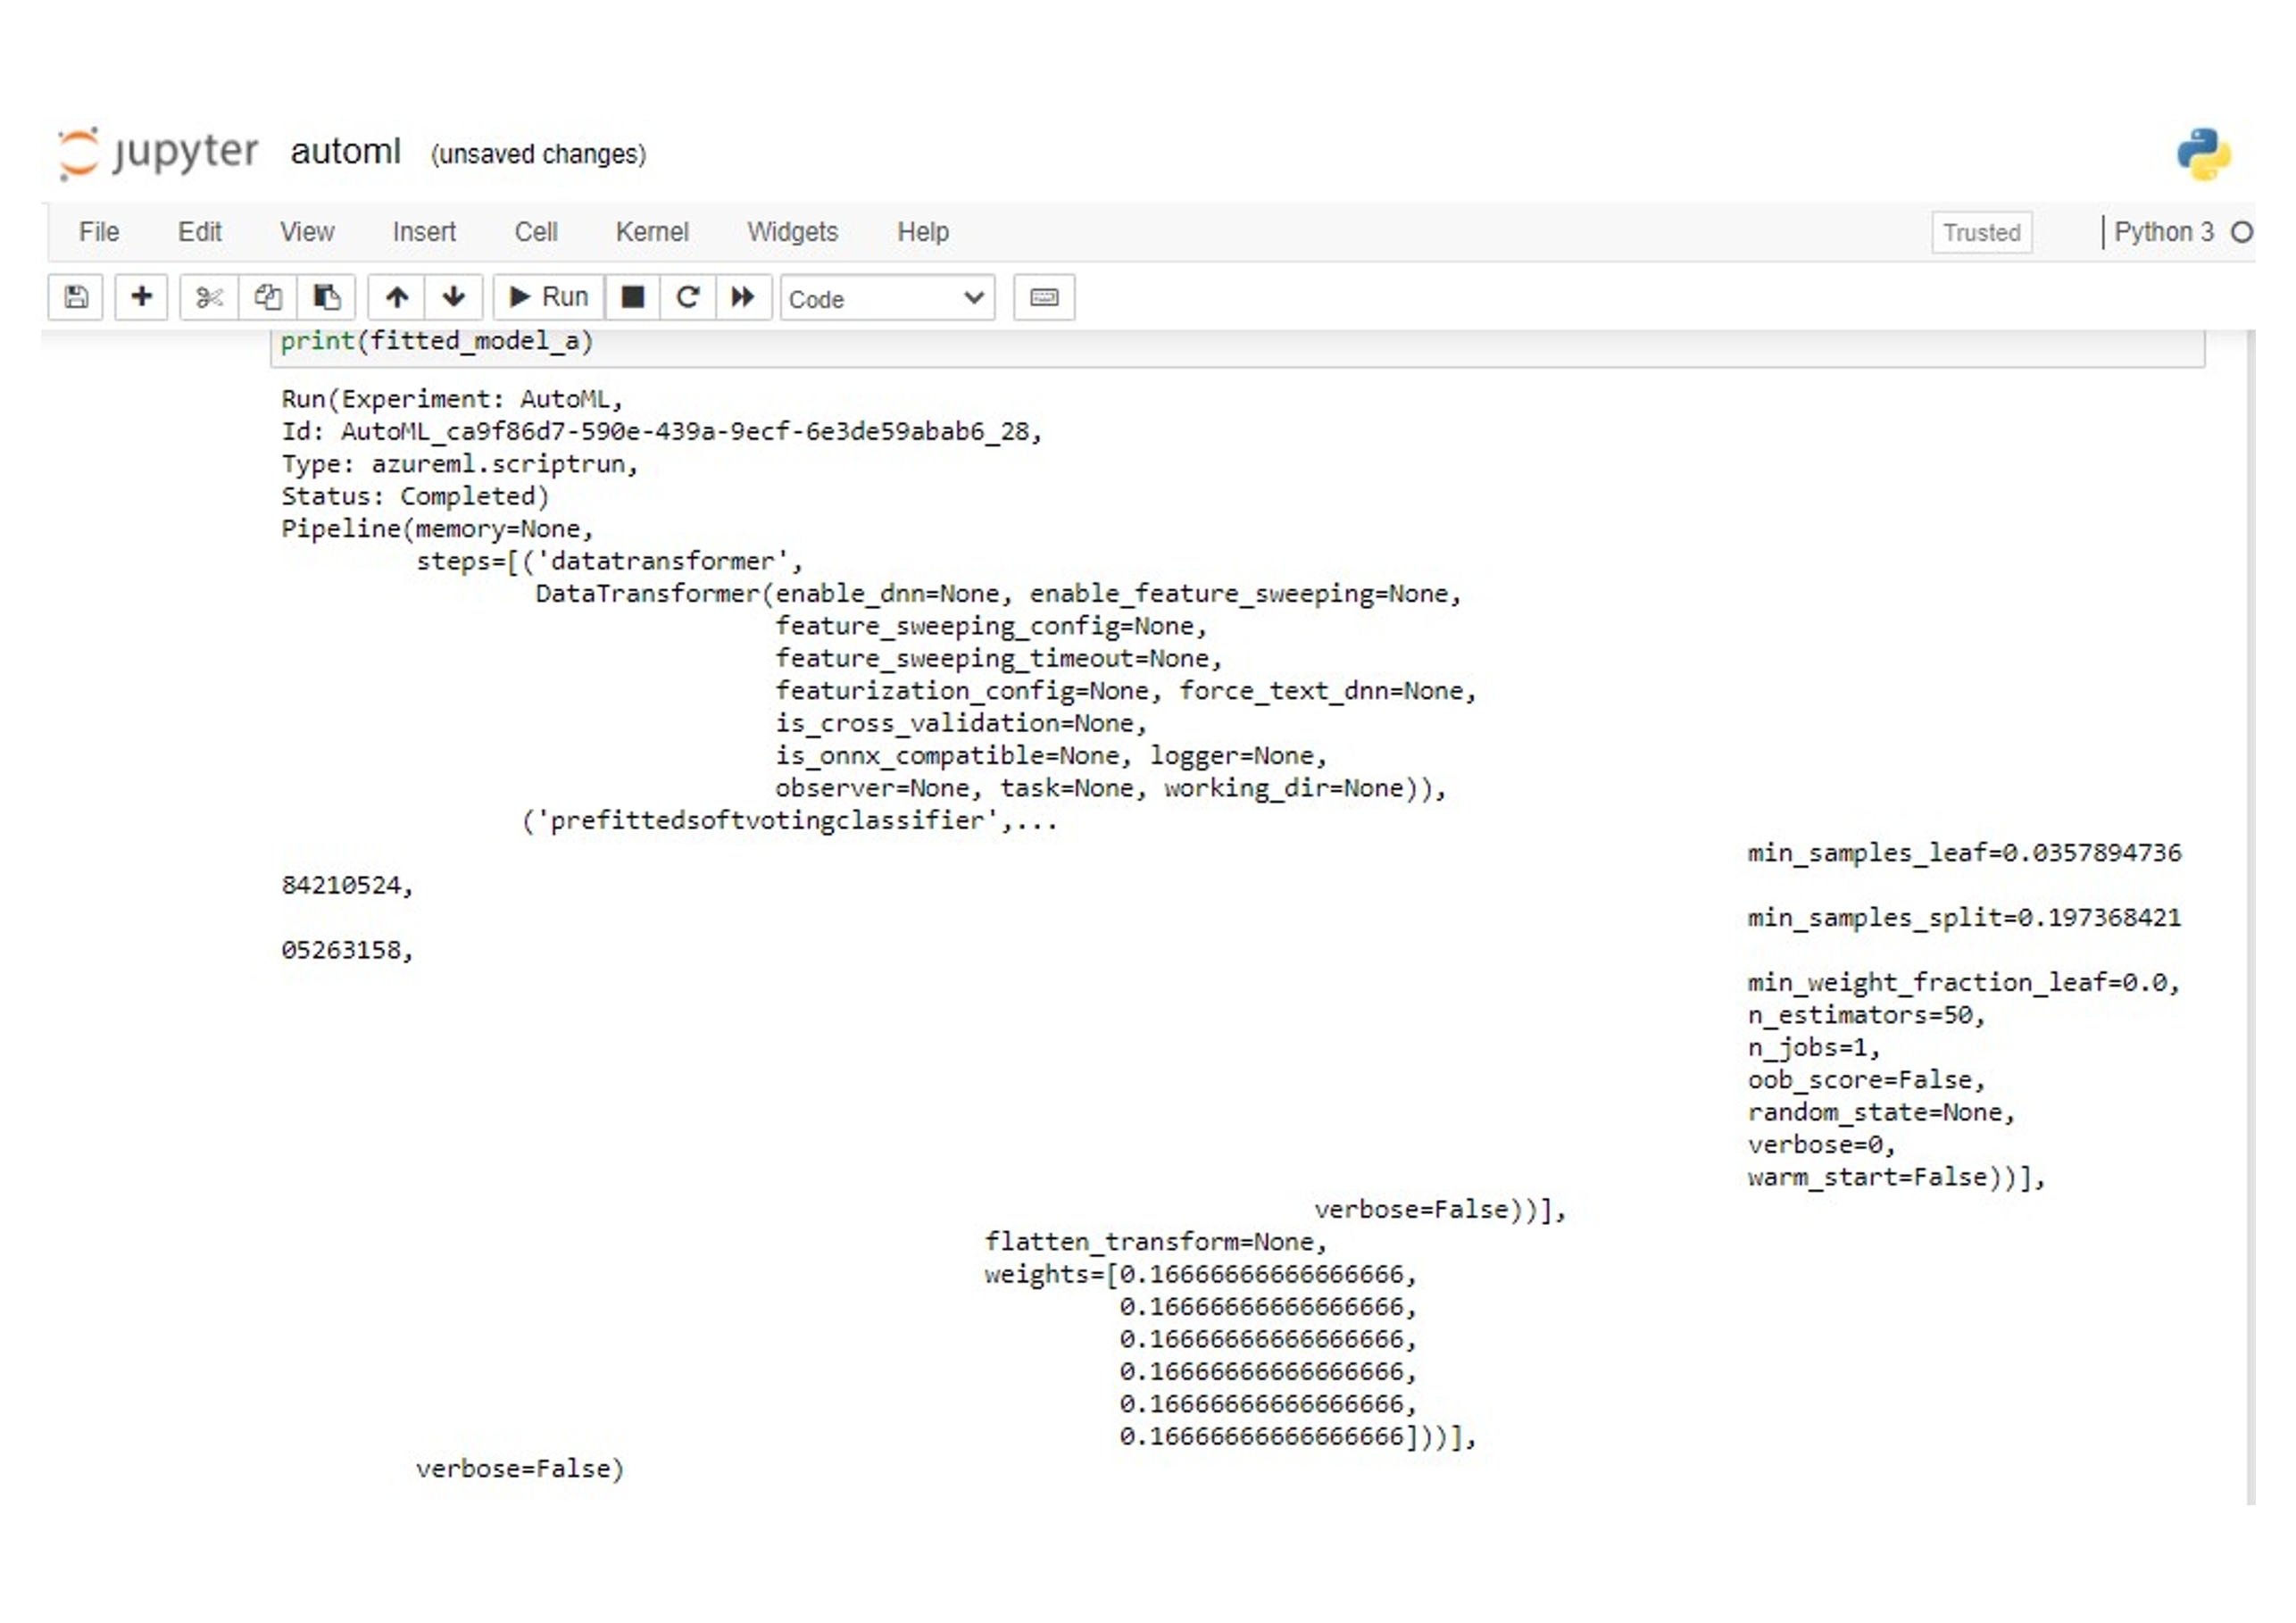 jupyter automl (unsaved changes)
File Edit View Insert Cell Kernel Widgets Help Trusted Python 3
Run Code
print(fitted_model_a)
Run(Experiment: AutoML,
Id: AutoML_ca9f86d7-590e-439a-9ecf-6e3de59abab6_28,
Type: azureml.scriptrun,
Status: Completed)
Pipeline(memory=None,
steps=[('datatransformer',
DataTransformer(enable_dnn=None, enable_feature_sweeping=None,
feature_sweeping_config=None,
feature_sweeping_timeout=None,
featurization_config=None, force_text_dnn=None,
is_cross_validation=None,
is_onnx_compatible=None, logger=None,
observer=None, task=None, working_dir=None)),
('prefittedsoftvotingclassifier',...
min_samples_leaf=0.0357894736
84210524,
min_samples_split=0.197368421
05263158,
min_weight_fraction_leaf=0.0,
n_estimators=50,
n_jobs=1,
oob_score=False,
random_state=None,
verbose=0,
warm_start=False))],
verbose=False))],
flatten_transform=None,
weights=[0.16666666666666666,
0.16666666666666666,
0.16666666666666666,
0.16666666666666666,
0.16666666666666666,
0.16666666666666666]))],
verbose=False)